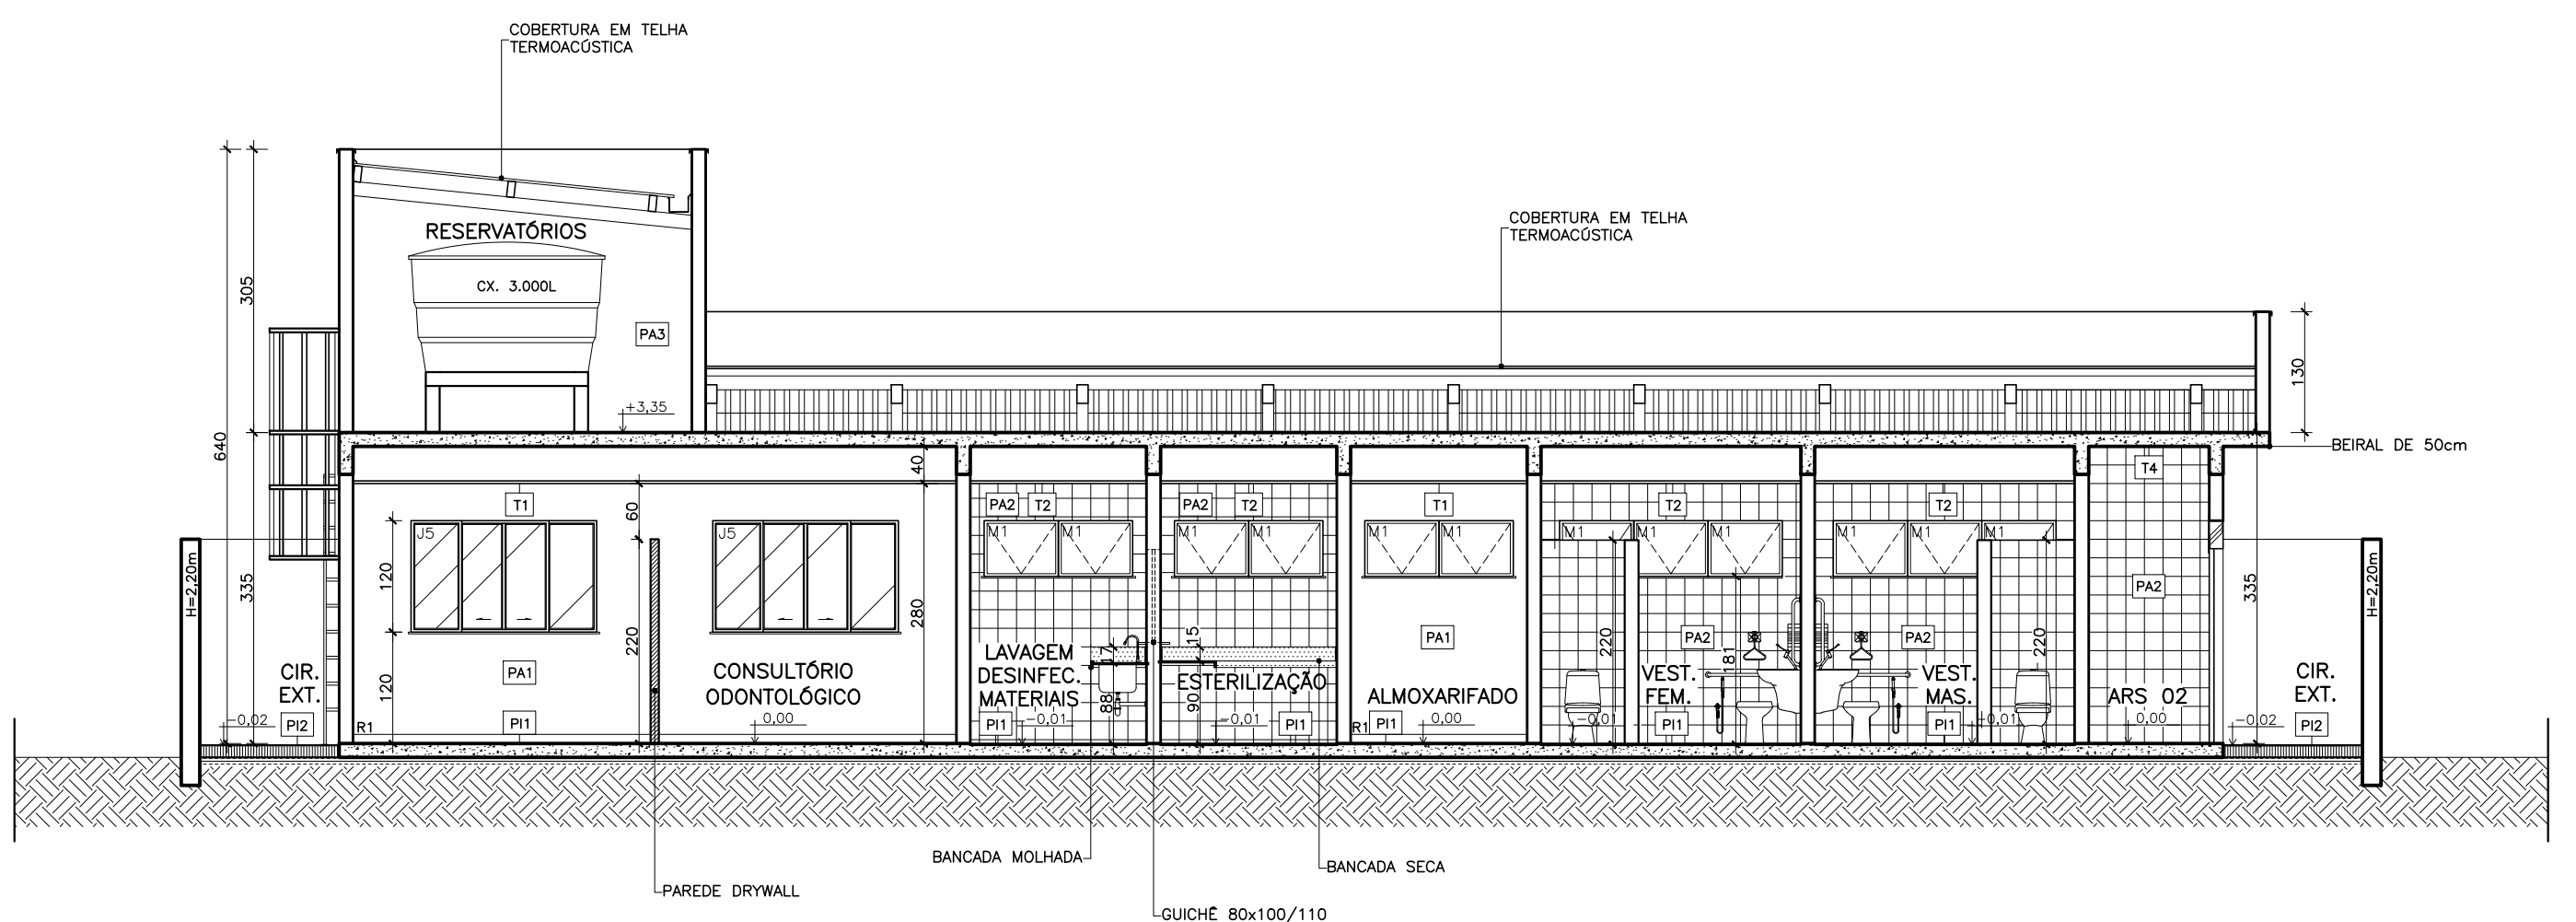 COBERTURA EM TELHA
TERMOACÚSTICA
COBERTURA EM TELHA
TERMOACÚSTICA
RESERVATÓRIOS
CX. 3.000L
PA3
+3,35
305
640
335
130
BEIRAL DE 50cm
40
60
T1
J5
J5
120
120
220
280
PA1
PI1
R1
CONSULTÓRIO
ODONTOLÓGICO
0,00
H=2,20m
CIR.
EXT.
-0,02
PI2
PA2
T2
M1
M1
LAVAGEM
DESINFEC.
MATERIAIS
PI1
-0,01
17
88
PA2
T2
M1
M1
15
90
ESTERILIZAÇÃO
-0,01
PI1
T1
M1
M1
PA1
ALMOXARIFADO
R1
PI1
0,00
T2
M1
M1
M1
220
181
PA2
VEST.
FEM.
-0,01
PI1
T2
M1
M1
M1
PA2
220
VEST.
MAS.
PI1
-0,01
T4
PA2
ARS 02
0,00
335
-0,02
CIR.
EXT.
PI2
H=2,20m
BANCADA MOLHADA
BANCADA SECA
PAREDE DRYWALL
GUICHÊ 80x100/110